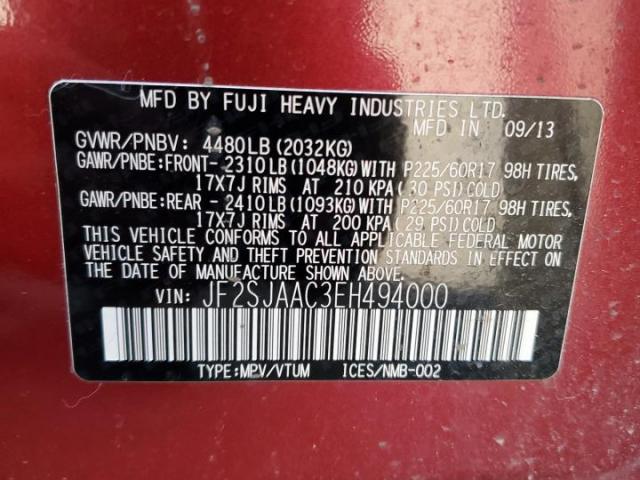 MFD BY FUJI HEAVY INDUSTRIES LTD.
MFD IN 09/13
GVWR/PNBV: 4480LB (2032KG)
GAWR/PNBE:FRONT- 2310LB (1048KG)WITH P225/60R17 98H TIRES,
17X7J RIMS AT 210 KPA( 30 PSI)COLD
GAWR/PNBE:REAR - 2410LB (1093KG)WITH P225/60R17 98H TIRES,
17X7J RIMS AT 200 KPA( 29 PSI)COLD
THIS VEHICLE CONFORMS TO ALL APPLICABLE FEDERAL MOTOR
VEHICLE SAFETY AND THEFT PREVENTION STANDARDS IN EFFECT
ON THE DATE OF MANUFACTURE SHOWN ABOVE.
VIN: JF2SJAAC3EH494000
TYPE:MPV/VTUM ICES/NMB-002